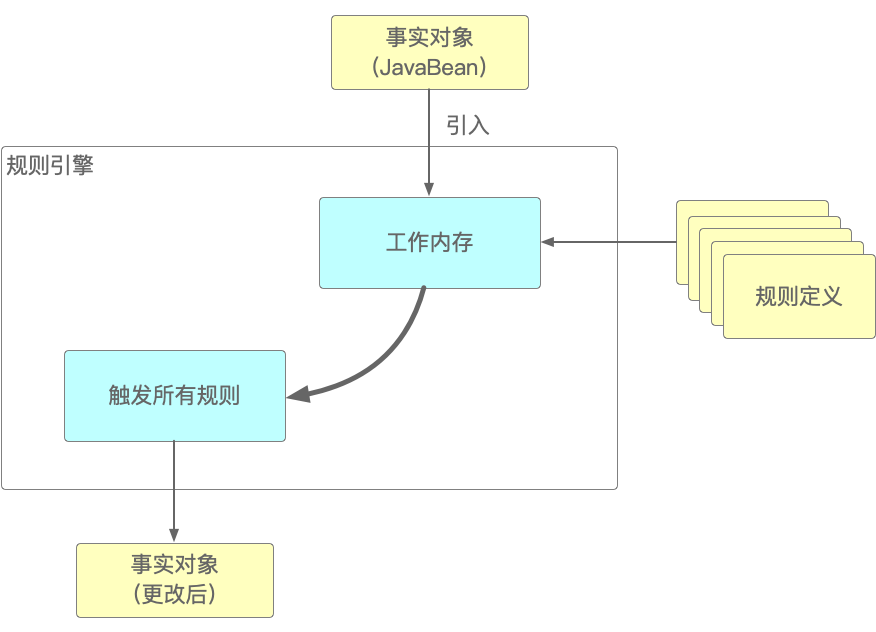 事实对象
（JavaBean）
引入
规则引擎
工作内存
规则定义
触发所有规则
事实对象
（更改后）